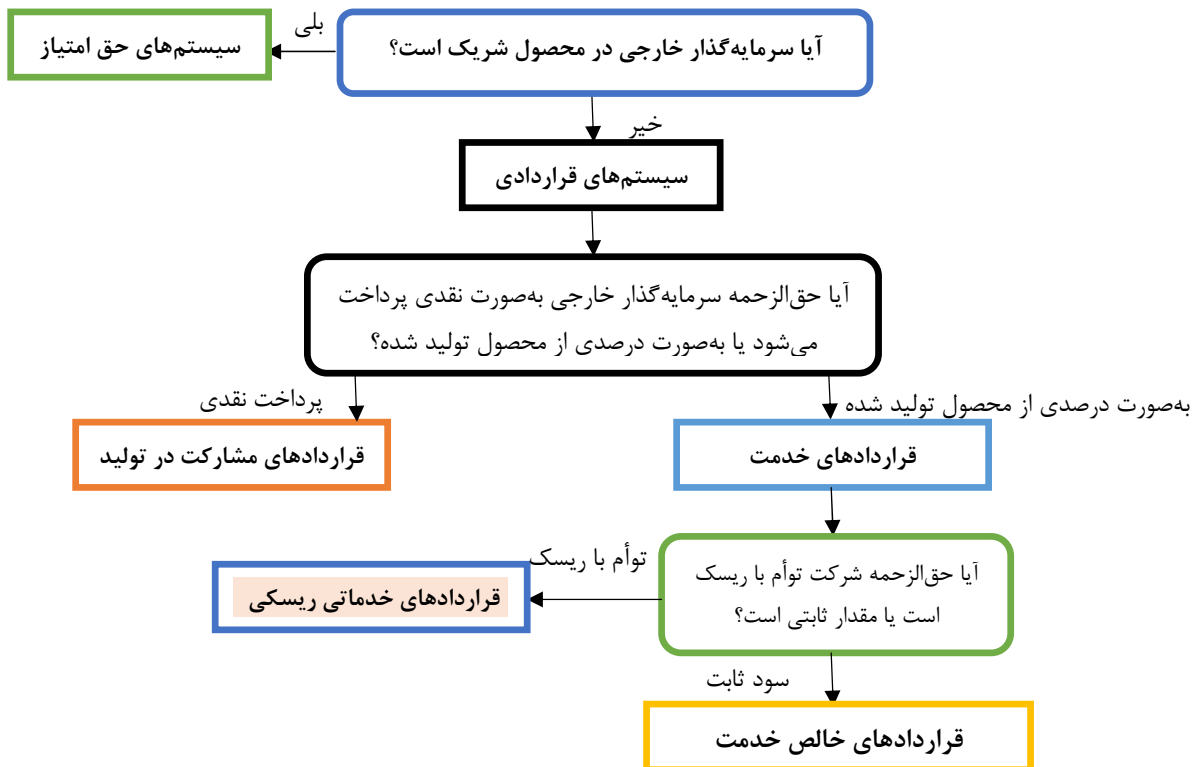 آیا سرمایه‌گذار خارجی در محصول شریک است؟
بلی
سیستم‌های حق امتیاز
خیر
سیستم‌های قراردادی
آیا حق‌الزحمه سرمایه‌گذار خارجی به‌صورت نقدی پرداخت
می‌شود یا به‌صورت درصدی از محصول تولید شده؟
به‌صورت درصدی از محصول تولید شده
پرداخت نقدی
قراردادهای خدمت
قراردادهای مشارکت در تولید
آیا حق‌الزحمه شرکت توأم با ریسک
است یا مقدار ثابتی است؟
توأم با ریسک
قراردادهای خدماتی ریسکی
سود ثابت
قراردادهای خالص خدمت